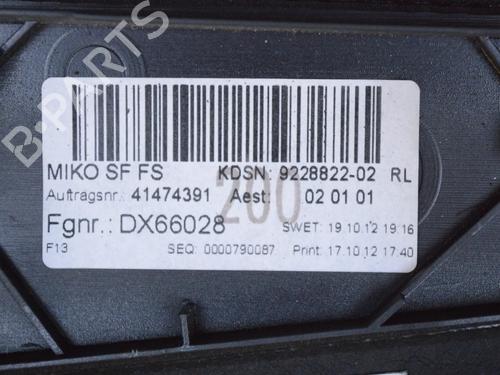 B-PARTS
MIKO SF FS KDSN: 9228822-02 RL
Auftragsnr.: 41474391 Aest: 02 01 01
200
Fgnr.: DX66028 SWET: 19.10.12 19:16
F13 SEQ: 0000790087 Print: 17.10.12 17:40